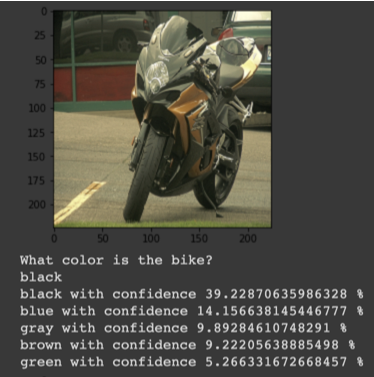 0
25
50
75
100
125
150
175
200
0 50 100 150 200
What color is the bike?
black
black with confidence 39.22870635986328 %
blue with confidence 14.156638145446777 %
gray with confidence 9.89284610748291 %
brown with confidence 9.22205638885498 %
green with confidence 5.266331672668457 %